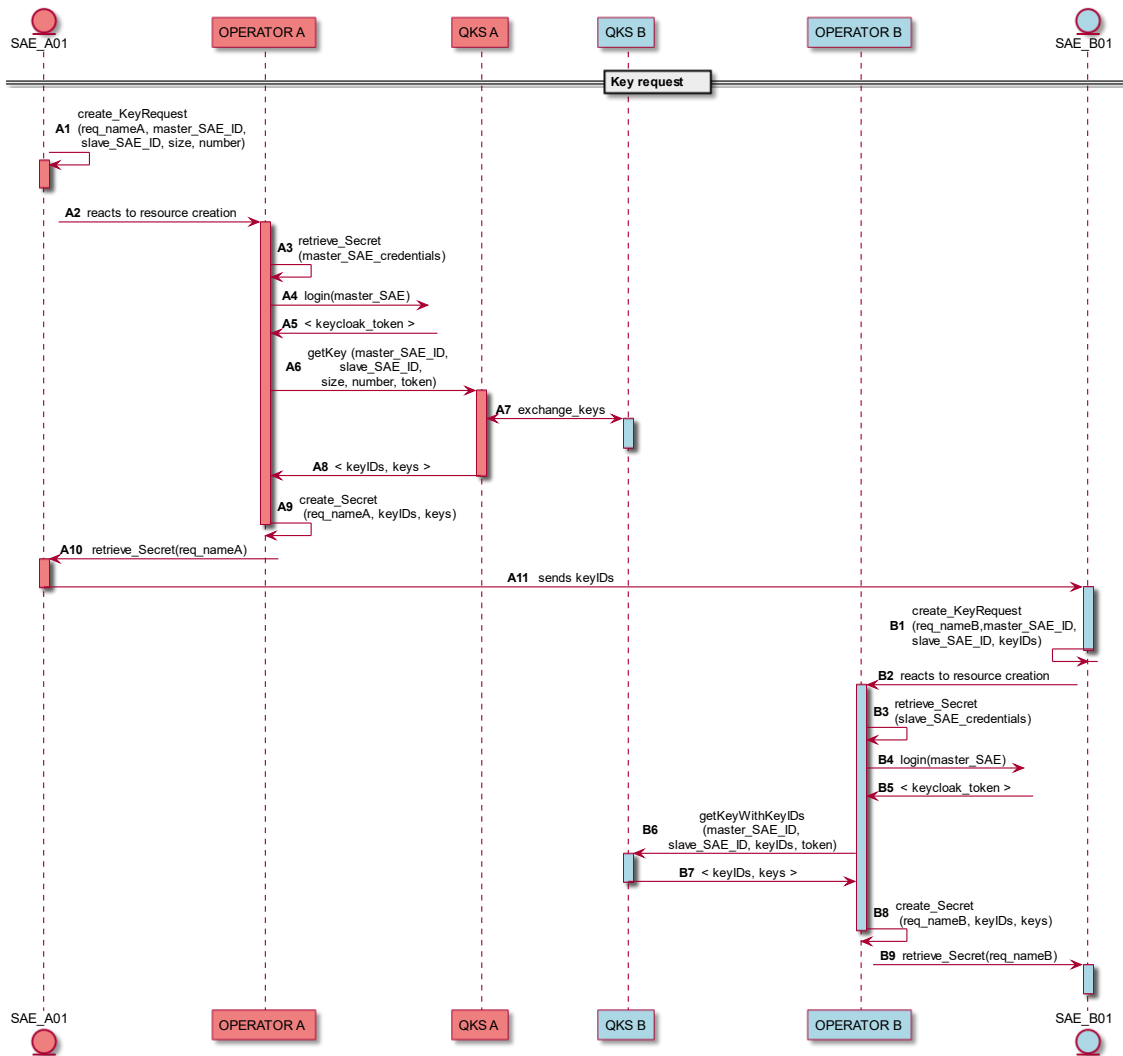 SAE_A01
OPERATOR A
QKS A
QKS B
OPERATOR B
SAE_B01
Key request
A1 create_KeyRequest
(req_nameA, master_SAE_ID,
slave_SAE_ID, size, number)
A2 reacts to resource creation
A3 retrieve_Secret
(master_SAE_credentials)
A4 login(master_SAE)
A5 < keycloak_token >
A6 getKey (master_SAE_ID,
slave_SAE_ID,
size, number, token)
A7 exchange_keys
A8 < keyIDs, keys >
A9 create_Secret
(req_nameA, keyIDs, keys)
A10 retrieve_Secret(req_nameA)
A11 sends keyIDs
B1 create_KeyRequest
(req_nameB,master_SAE_ID,
slave_SAE_ID, keyIDs)
B2 reacts to resource creation
B3 retrieve_Secret
(slave_SAE_credentials)
B4 login(master_SAE)
B5 < keycloak_token >
B6 getKeyWithKeyIDs
(master_SAE_ID,
slave_SAE_ID, keyIDs, token)
B7 < keyIDs, keys >
B8 create_Secret
(req_nameB, keyIDs, keys)
B9 retrieve_Secret(req_nameB)
SAE_A01
OPERATOR A
QKS A
QKS B
OPERATOR B
SAE_B01